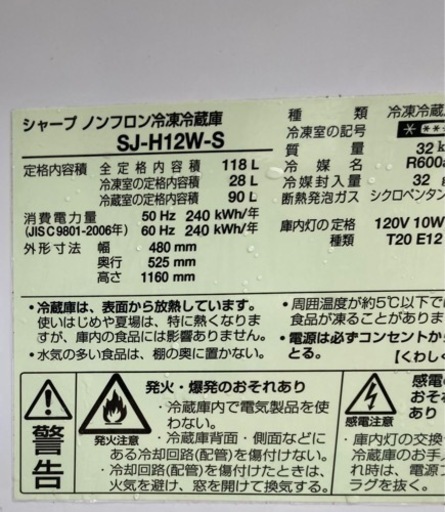 シャープ ノンフロン冷凍冷蔵庫
SJ-H12W-S
定格内容積 全定格内容積 118 L
冷凍室の定格内容積 28 L
冷蔵室の定格内容積 90 L
消費電力量 50 Hz 240 kWh/年
(JIS C 9801-2006年) 60 Hz 240 kWh/年
外形寸法 幅 480 mm
奥行 525 mm
高さ 1160 mm
種類 冷凍冷蔵
冷凍室の記号
質量 32 k
冷媒名 R600a
冷媒封入量 32
断熱発泡ガス シクロペンタン
庫内灯の定格 120V 10W
種類 T20 E12
・冷蔵庫は、表面から放熱しています。
使いはじめや夏場は、特に熱くなりま
すが、庫内の食品には影響ありません。
・水気の多い食品は、棚の奥に置かない。
・周囲温度が約5℃以下で
食品が凍ることがありま
・電源は必ずコンセントから
とる。
【くわしく
警告
発火注意
発火・爆発のおそれあり
・冷蔵庫内で電気製品を使
わない。
・冷蔵庫背面・側面などに
ある冷却回路(配管)を傷付けない。
・冷却回路(配管)を傷付けたときは、
火気を避け、窓を開けて換気する。
感電注意
感電の
おそれ
あり
・庫内灯の交換
冷蔵庫のお手入
れ時は、電源プ
ラグを抜く。